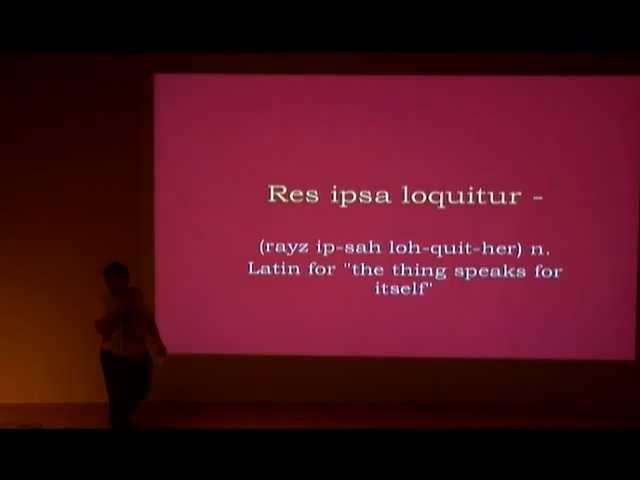 Res ipsa loquitur -
(rayz ip-sah loh-quit-her) n.
Latin for "the thing speaks for
itself"